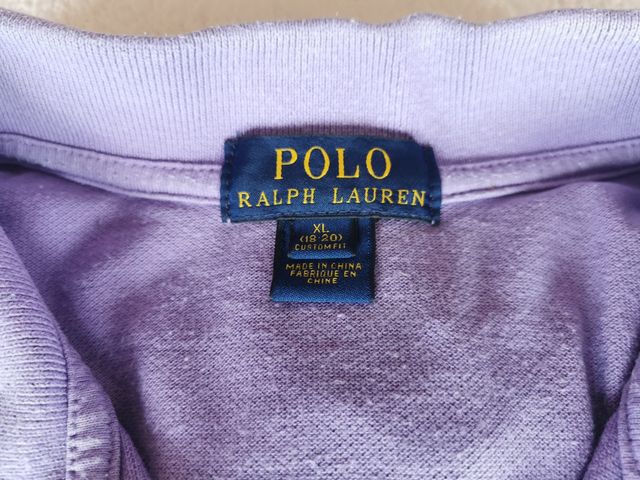 POLO
RALPH LAUREN
XL
(18-20)
CUSTOM FIT
MADE IN CHINA
FABRIQUE EN
CHINE